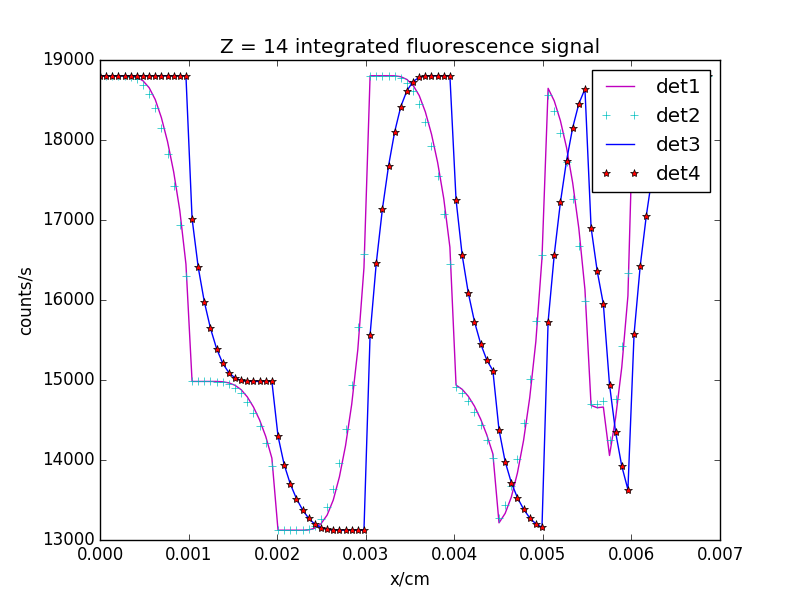 Z = 14 integrated fluorescence signal
19000
18000
17000
16000
15000
14000
13000
counts/s
det1
det2
det3
det4
0.000 0.001 0.002 0.003 0.004 0.005 0.006 0.007
x/cm